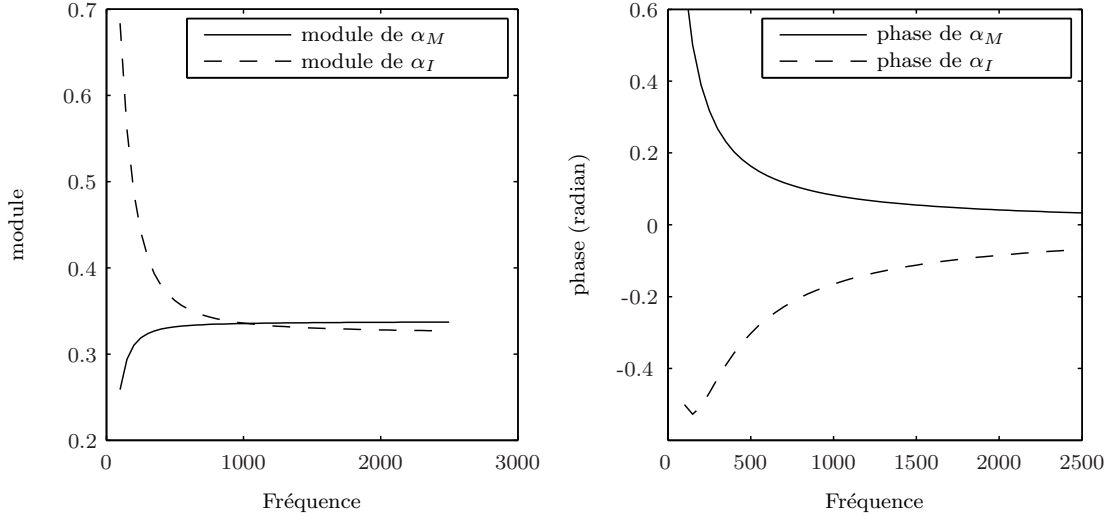 0.7
0.6
0.5
0.4
0.3
0.2
module
0
1000
2000
3000
Fréquence
module de α_M
module de α_I
0.6
0.4
0.2
0
-0.2
-0.4
phase (radian)
0
500
1000
1500
2000
2500
Fréquence
phase de α_M
phase de α_I